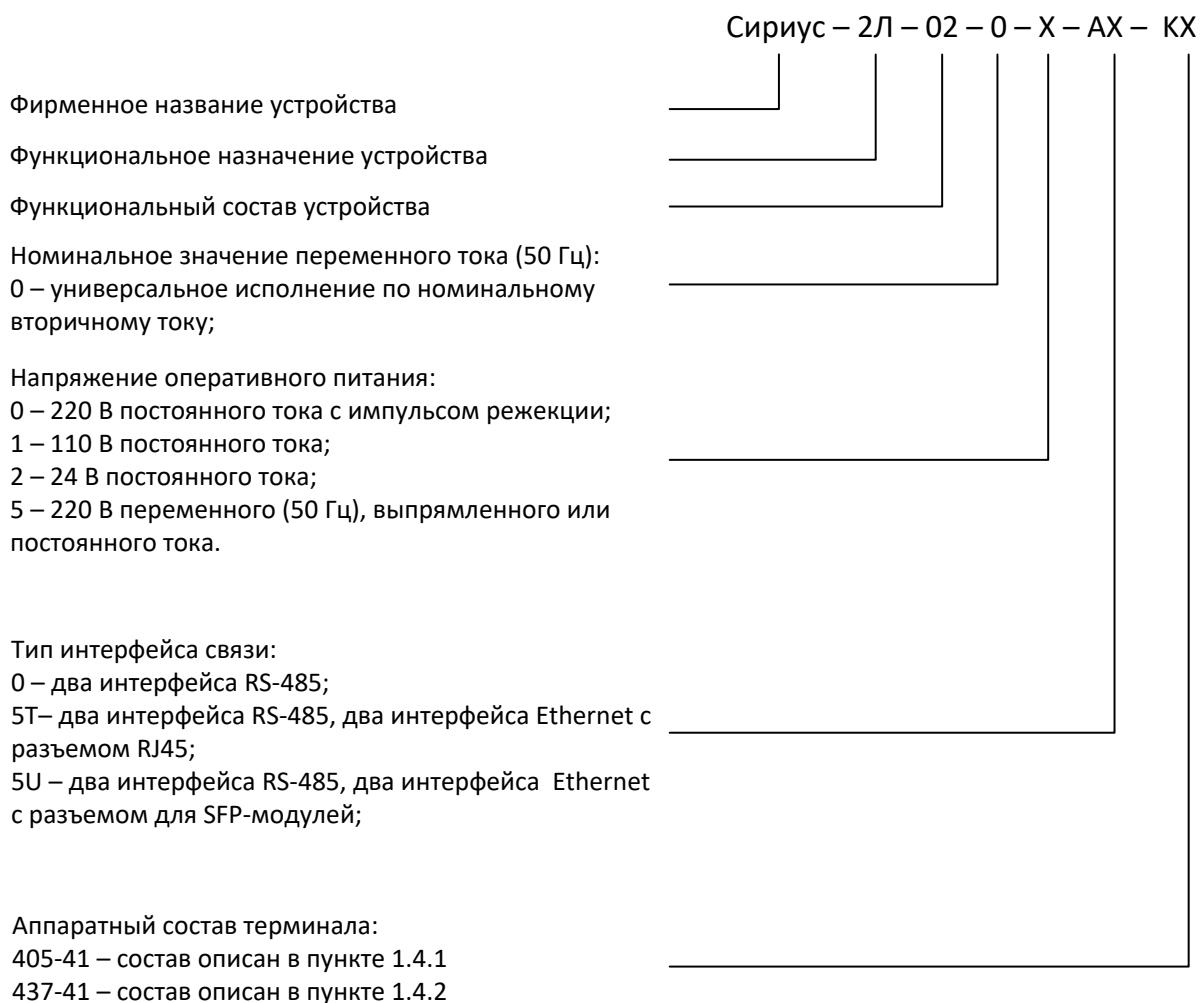 Сириус – 2Л – 02 – 0 – Х – АХ – КХ
Фирменное название устройства
Функциональное назначение устройства
Функциональный состав устройства
Номинальное значение переменного тока (50 Гц):
0 – универсальное исполнение по номинальному
вторичному току;
Напряжение оперативного питания:
0 – 220 В постоянного тока с импульсом режекции;
1 – 110 В постоянного тока;
2 – 24 В постоянного тока;
5 – 220 В переменного (50 Гц), выпрямленного или
постоянного тока.
Тип интерфейса связи:
0 – два интерфейса RS-485;
5T– два интерфейса RS-485, два интерфейса Ethernet с
разъемом RJ45;
5U – два интерфейса RS-485, два интерфейса Ethernet
с разъемом для SFP-модулей;
Аппаратный состав терминала:
405-41 – состав описан в пункте 1.4.1
437-41 – состав описан в пункте 1.4.2